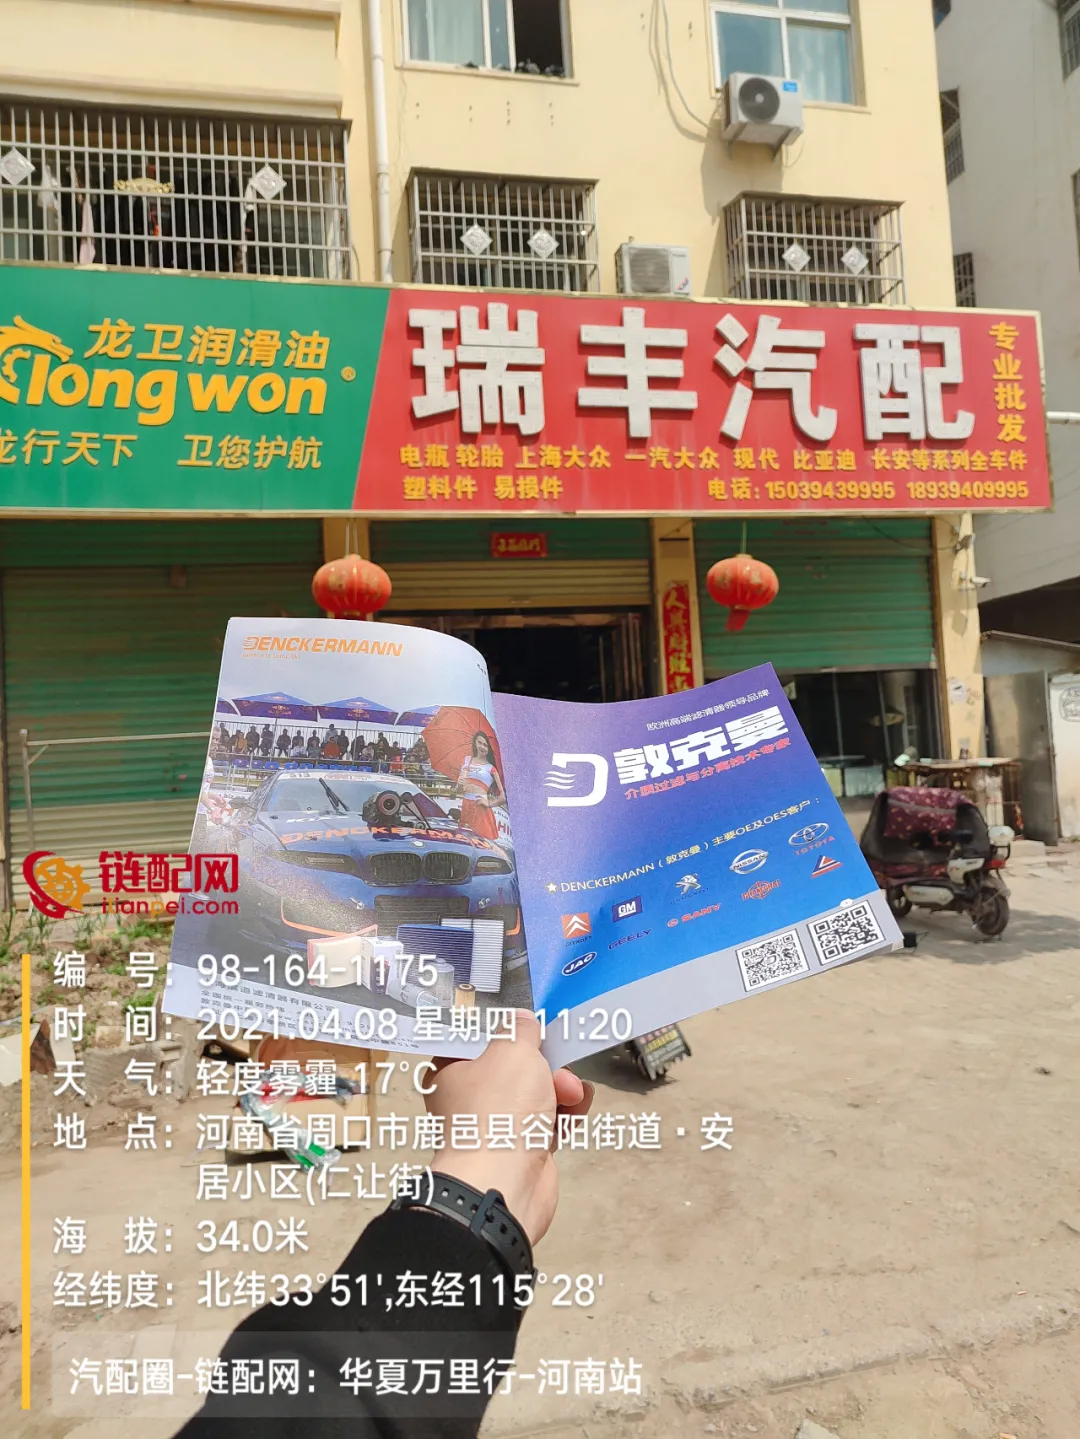 龙卫润滑油
longwon
龙行天下 卫您护航
瑞丰汽配
专业批发
电瓶 轮胎 上海大众 一汽大众 现代 比亚迪 长安等系列全车件
塑料件 易损件
电话:15039439995 18939409995
DENCKERMANN
DENCKERMANN
欧洲高端滤清器领导品牌
D敦克曼
介质过滤与分离技术专家
★ DENCKERMANN(敦克曼)主要OE及OES客户:
NISSAN
TOYOTA
GM
SANY
CITROËN
GEELY
JAC
链配网
lianpei.com
编 号:98-164-1175
时 间:2021.04.08 星期四 11:20
天 气:轻度雾霾 17°C
地 点:河南省周口市鹿邑县谷阳街道·安
居小区(仁让街)
海 拔:34.0米
经纬度:北纬33°51',东经115°28'
汽配圈-链配网:华夏万里行-河南站